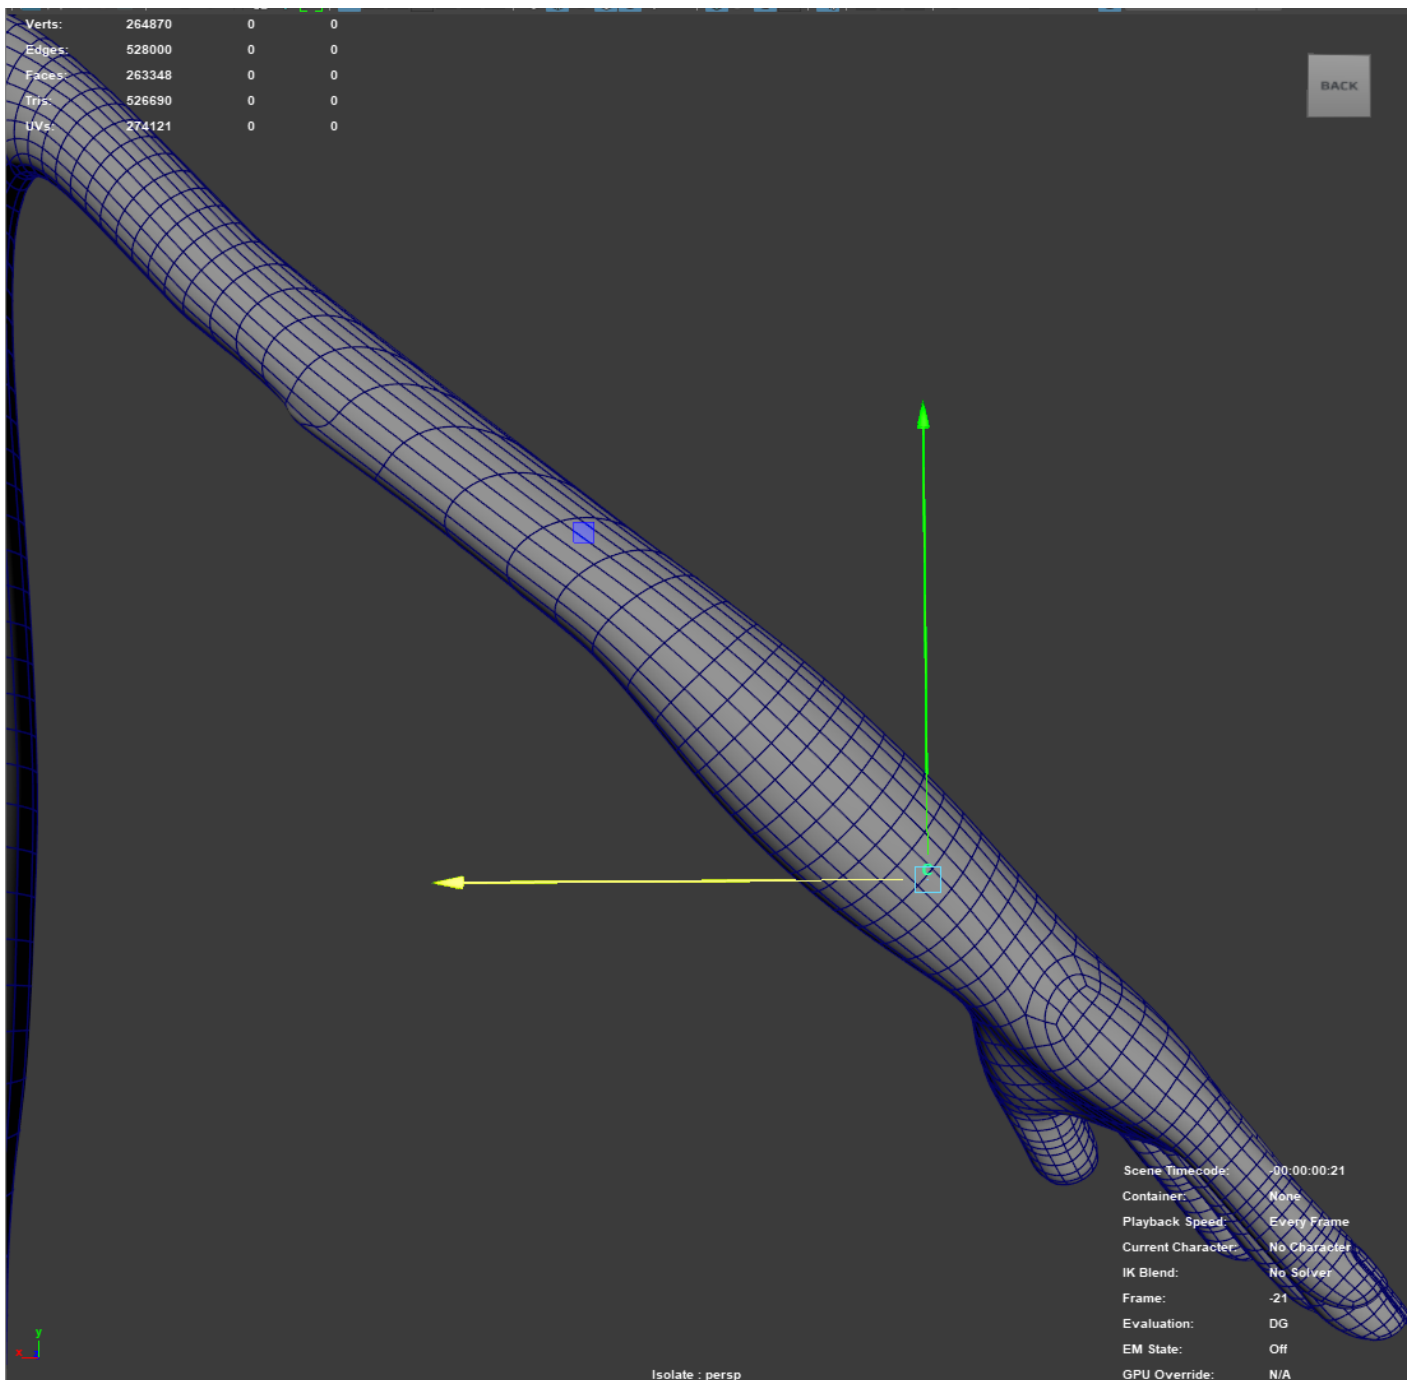 Verts: 264870 0 0
Edges: 528000 0 0
Faces: 263348 0 0
Tris: 526690 0 0
UVs: 274121 0 0
BACK
Scene Timecode: -00:00:00:21
Container: None
Playback Speed: Every Frame
Current Character: No Character
IK Blend: No Solver
Frame: -21
Evaluation: DG
EM State: Off
GPU Override: N/A
y
x
z
Isolate : persp